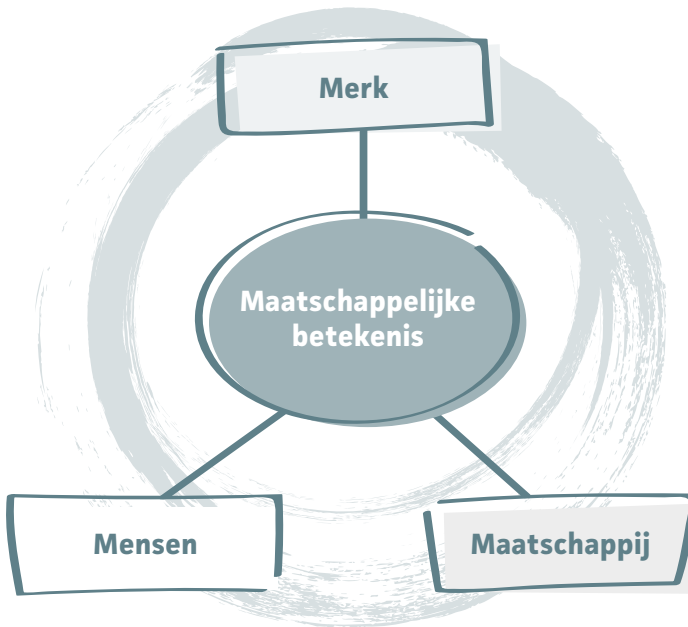 Merk
Maatschappelijke
betekenis
Mensen
Maatschappij